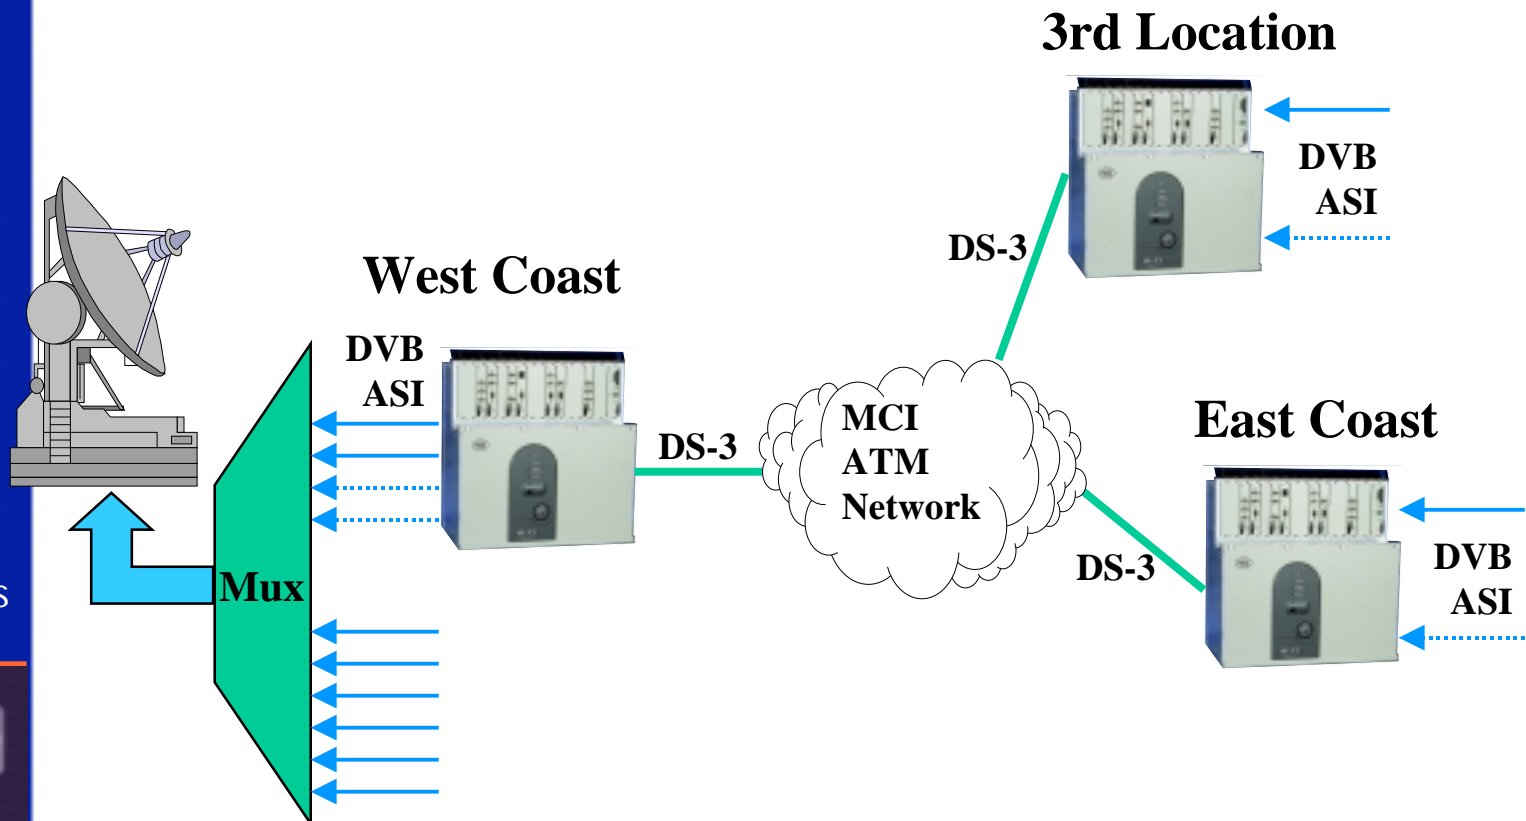 3rd Location
DVB
ASI
DS-3
West Coast
DVB
ASI
DS-3
MCI
ATM
Network
East Coast
DS-3
DVB
ASI
Mux
S